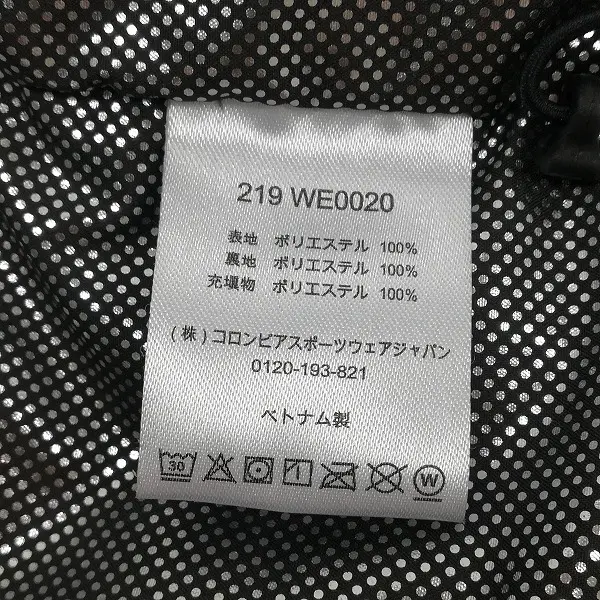 219 WE0020
表地 ポリエステル 100%
裏地 ポリエステル 100%
充填物 ポリエステル 100%
(株)コロンビアスポーツウェアジャパン
0120-193-821
ベトナム製
30 W